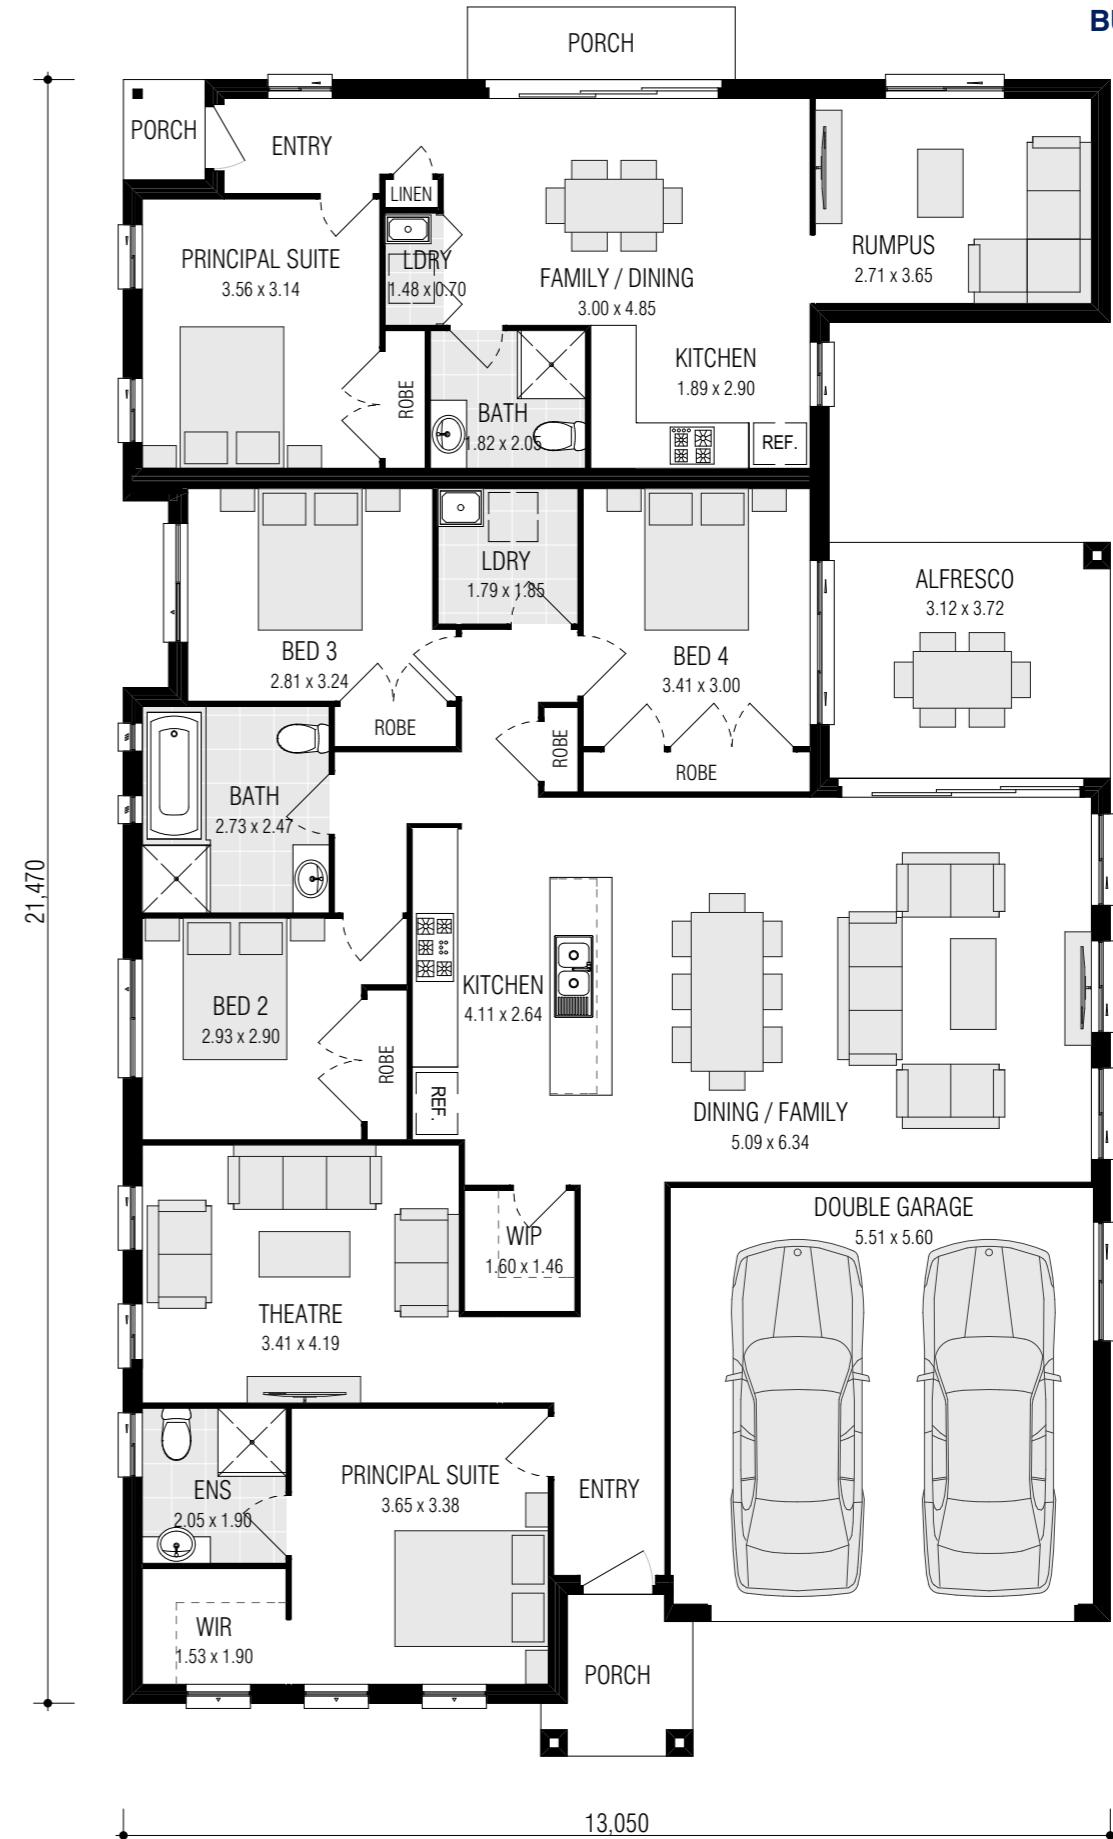 BU
PORCH
PORCH
ENTRY
LINEN
PRINCIPAL SUITE
3.56 x 3.14
LDRY
1.48 x 0.70
FAMILY / DINING
3.00 x 4.85
RUMPUS
2.71 x 3.65
KITCHEN
1.89 x 2.90
ROBE
BATH
1.82 x 2.05
REF.
LDRY
1.79 x 1.85
ALFRESCO
3.12 x 3.72
BED 3
2.81 x 3.24
BED 4
3.41 x 3.00
ROBE
ROBE
ROBE
BATH
2.73 x 2.47
21,470
KITCHEN
4.11 x 2.64
BED 2
2.93 x 2.90
ROBE
REF.
DINING / FAMILY
5.09 x 6.34
DOUBLE GARAGE
5.51 x 5.60
WIP
1.60 x 1.46
THEATRE
3.41 x 4.19
PRINCIPAL SUITE
3.65 x 3.38
ENS
2.05 x 1.90
ENTRY
WIR
1.53 x 1.90
PORCH
13,050